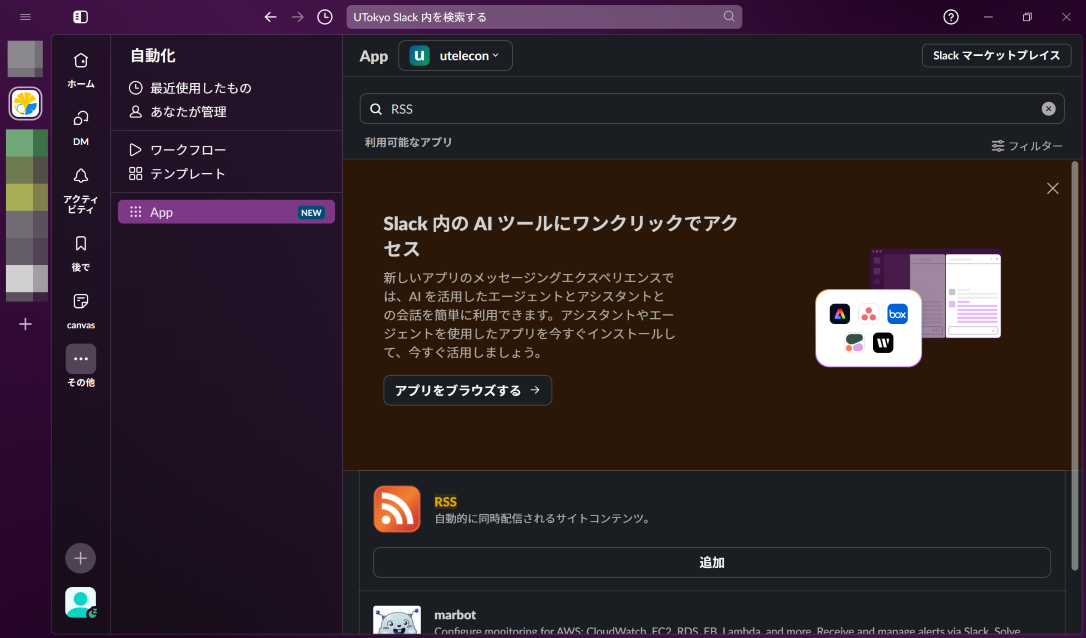 UTokyo Slack 内を検索する
ホーム
DM
アクティ
ビティ
後で
canvas
その他
自動化
最近使用したもの
あなたが管理
ワークフロー
テンプレート
App NEW
App utelecon
Slack マーケットプレイス
RSS
利用可能なアプリ
フィルター
Slack 内の AI ツールにワンクリックでアク
セス
新しいアプリのメッセージングエクスペリエンスで
は、AI を活用したエージェントとアシスタントと
の会話を簡単に利用できます。アシスタントやエー
ジェントを使用したアプリを今すぐインストールし
て、今すぐ活用しましょう。
アプリをブラウズする →
box
RSS
自動的に同時配信されるサイトコンテンツ。
追加
marbot
Configure monitoring for AWS: CloudWatch, EC2, RDS, EB, Lambda, and more. Receive and manage alerts via Slack. Solve